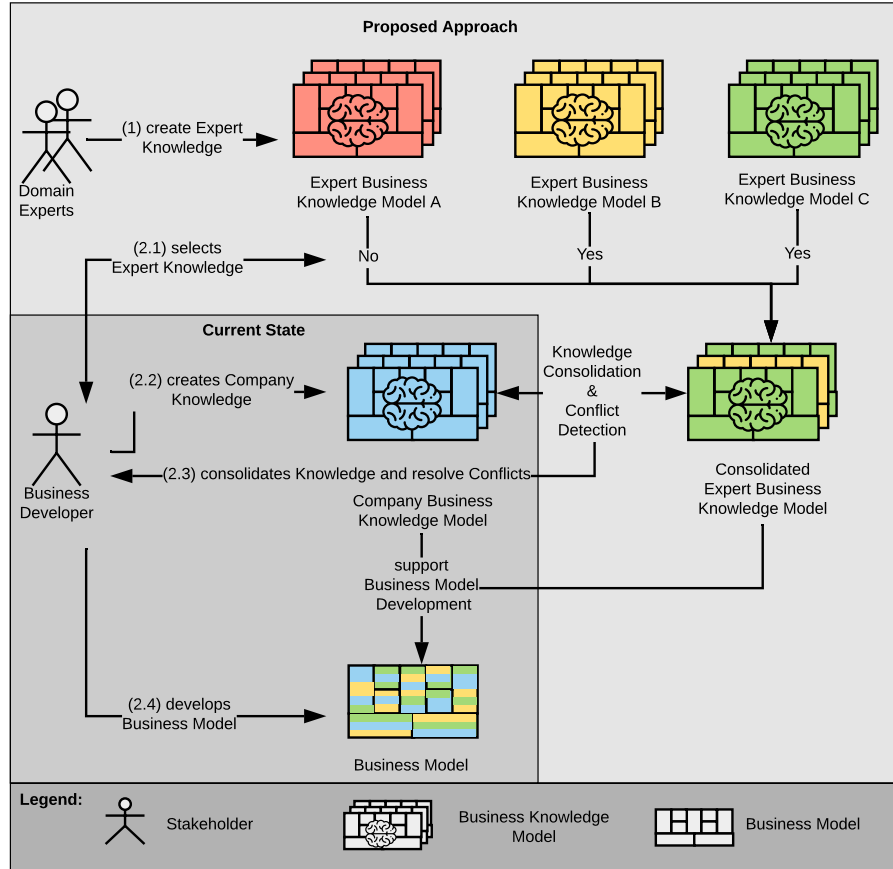 Proposed Approach
(1) create Expert
Knowledge
Domain
Experts
Expert Business
Knowledge Model A
Expert Business
Knowledge Model B
Expert Business
Knowledge Model C
(2.1) selects
Expert Knowledge
No
Yes
Yes
Current State
(2.2) creates Company
Knowledge
Knowledge
Consolidation
&
Conflict
Detection
Business
Developer
(2.3) consolidates Knowledge and resolve Conflicts
Company Business
Knowledge Model
Consolidated
Expert Business
Knowledge Model
support
Business Model
Development
(2.4) develops
Business Model
Business Model
Legend:
Stakeholder
Business Knowledge
Model
Business Model